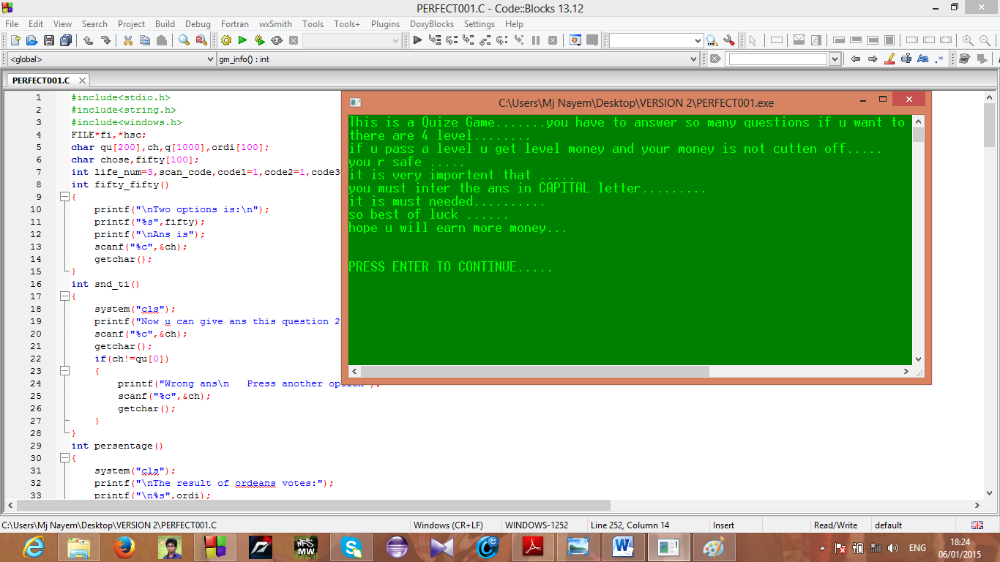 PERFECT001.C - Code::Blocks 13.12
File Edit View Search Project Build Debug Fortran wxSmith Tools Tools+ Plugins DoxyBlocks Settings Help
<global> gm_info() : int
PERFECT001.C
1 #include<stdio.h>
2 #include<string.h>
3 #include<windows.h>
4 FILE*fi,*hsc;
5 char qu[200],ch,q[1000],ordi[100];
6 char chose,fifty[100];
7 int life_num=3,scan_code,code1=1,code2=1,code3=
8 int fifty_fifty()
9 {
10 printf("\nTwo options is:\n");
11 printf("%s",fifty);
12 printf("\nAns is");
13 scanf("%c",&ch);
14 getchar();
15 }
16 int snd_ti()
17 {
18 system("cls");
19 printf("Now u can give ans this question 2
20 scanf("%c",&ch);
21 getchar();
22 if(ch!=qu[0])
23 {
24 printf("Wrong ans\n   Press another option");
25 scanf("%c",&ch);
26 getchar();
27 }
28 }
29 int persentage()
30 {
31 system("cls");
32 printf("\nThe result of ordeans votes:");
33 printf("\n%s",ordi);
C:\Users\Mj Nayem\Desktop\VERSION 2\PERFECT001.exe
This is a Quize Game.......you have to answer so many questions if u want to
there are 4 level........
if u pass a level u get level money and your money is not cutten off.....
you r safe .....
it is very importent that .....
you must inter the ans in CAPITAL letter.........
it is must needed..........
so best of luck ......
hope u will earn more money...
PRESS ENTER TO CONTINUE.....
C:\Users\Mj Nayem\Desktop\VERSION 2\PERFECT001.C Windows (CR+LF) WINDOWS-1252 Line 252, Column 14 Insert Read/Write default
NFS MW
ENG
18:24
06/01/2015